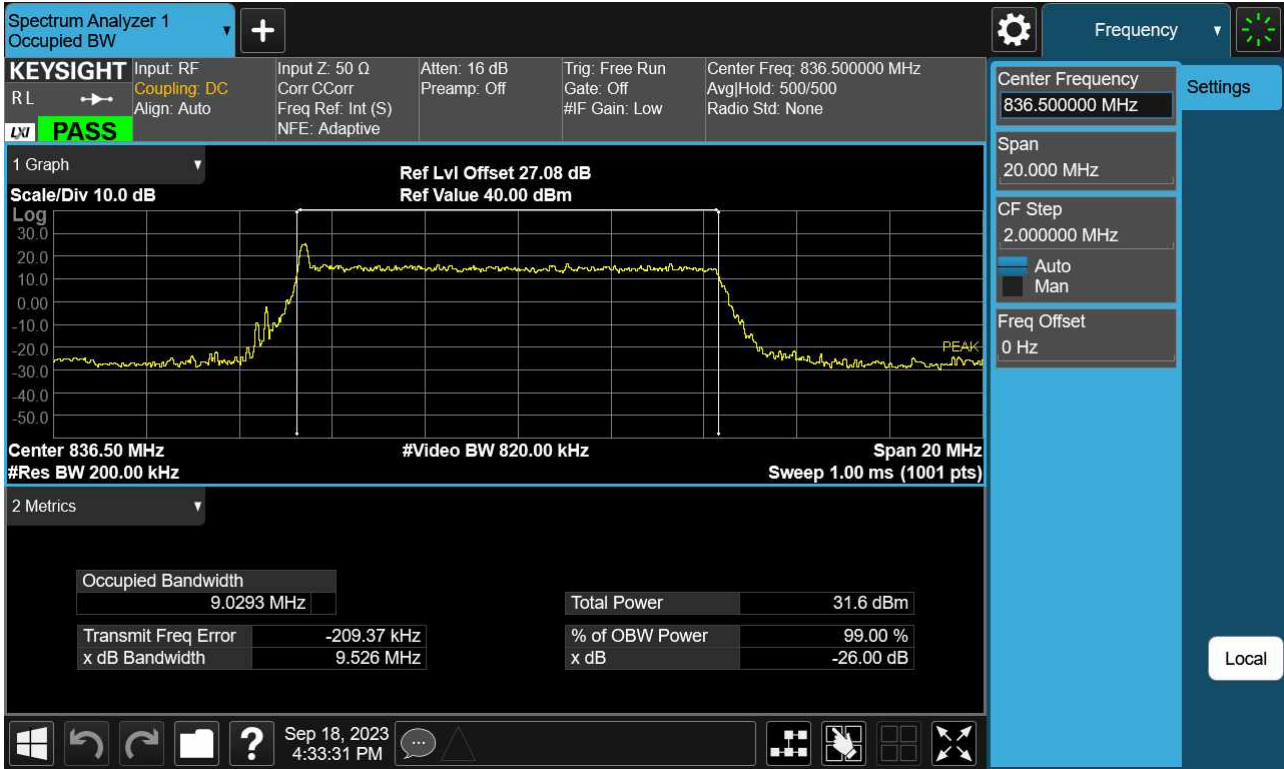 Spectrum Analyzer 1
Occupied BW
Frequency
KEYSIGHT
RL
LXI
PASS
Input: RF
Coupling: DC
Align: Auto
Input Z: 50 Ω
Corr CCorr
Freq Ref: Int (S)
NFE: Adaptive
Atten: 16 dB
Preamp: Off
Trig: Free Run
Gate: Off
#IF Gain: Low
Center Freq: 836.500000 MHz
Avg|Hold: 500/500
Radio Std: None
Center Frequency
836.500000 MHz
Settings
Span
20.000 MHz
CF Step
2.000000 MHz
Auto
Man
Freq Offset
0 Hz
Local
1 Graph
Ref Lvl Offset 27.08 dB
Scale/Div 10.0 dB
Ref Value 40.00 dBm
Log
30.0
20.0
10.0
0.00
-10.0
-20.0
-30.0
-40.0
-50.0
PEAK
Center 836.50 MHz
#Video BW 820.00 kHz
Span 20 MHz
#Res BW 200.00 kHz
Sweep 1.00 ms (1001 pts)
2 Metrics
Occupied Bandwidth
9.0293 MHz
Total Power 31.6 dBm
Transmit Freq Error -209.37 kHz
% of OBW Power 99.00 %
x dB Bandwidth 9.526 MHz
x dB -26.00 dB
Sep 18, 2023
4:33:31 PM